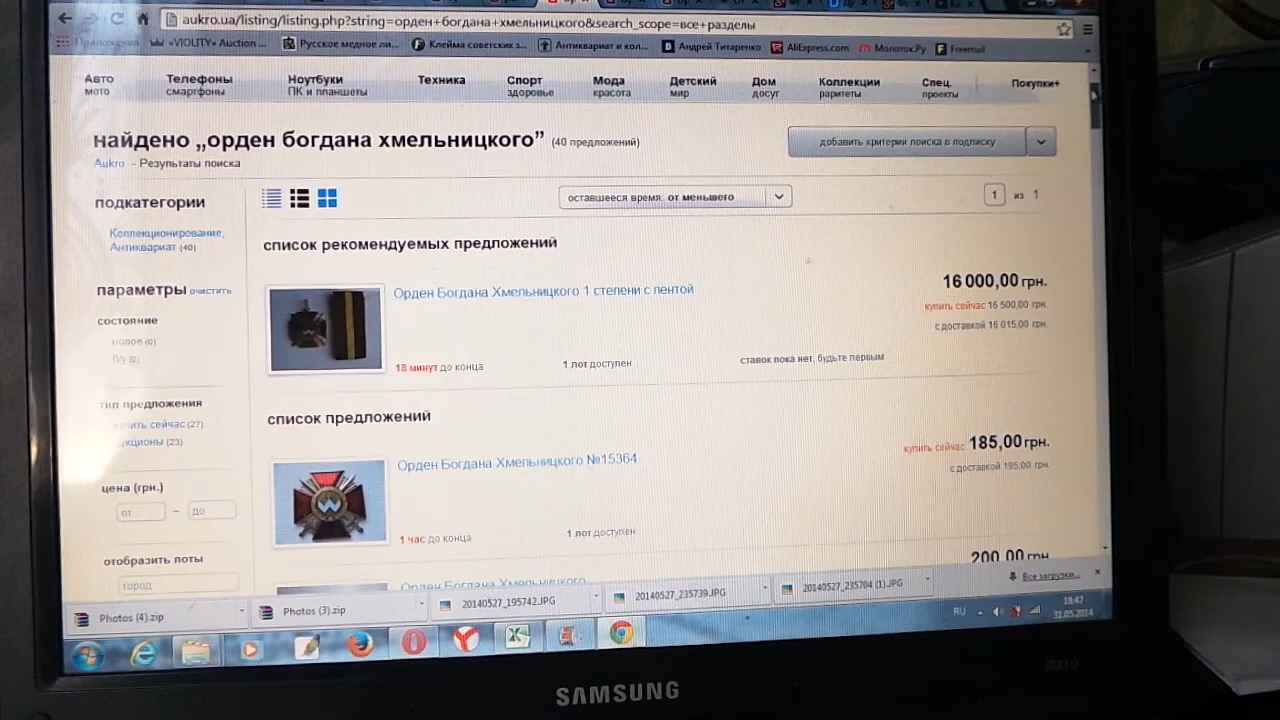 aukro.ua/listing/listing.php?string=орден+богдана+хмельницкого&search_scope=все+разделы
Приложения «VIOLITY» Auction ... Русское медное ли... Клейма советских з... Антиквариат и кол... Андрей Титаренко AliExpress.com Молоток.Ру Freemail
Авто Телефоны Ноутбуки Техника Спорт Мода Детский Дом Коллекции Спец. Покупки+
мото смартфоны ПК и планшеты здоровье красота мир досуг раритеты проекты
найдено „орден богдана хмельницкого” (40 предложений)
добавить критерии поиска в подписку
Aukro - Результаты поиска
подкатегории
оставшееся время: от меньшего
1 из 1
Коллекционирование,
Антиквариат (40)
список рекомендуемых предложений
параметры очистить
состояние
новое (0)
б/у (0)
Орден Богдана Хмельницкого 1 степени с лентой
16 000,00 грн.
купить сейчас 16 500,00 грн.
с доставкой 16 015,00 грн.
18 минут до конца
1 лот доступен
ставок пока нет, будьте первым
тип предложения
купить сейчас (27)
аукционы (23)
список предложений
Орден Богдана Хмельницкого №15364
купить сейчас 185,00 грн.
с доставкой 195,00 грн.
1 час до конца
1 лот доступен
цена (грн.)
от – до
отобразить лоты
город
Орден Богдана Хмельницкого
200,00 грн
Photos (4).zip
Photos (3).zip
20140527_195742.JPG
20140527_235739.JPG
20140527_235704 (1).JPG
Все загрузки...
RU
18:47
31.05.2014
SAMSUNG
R410